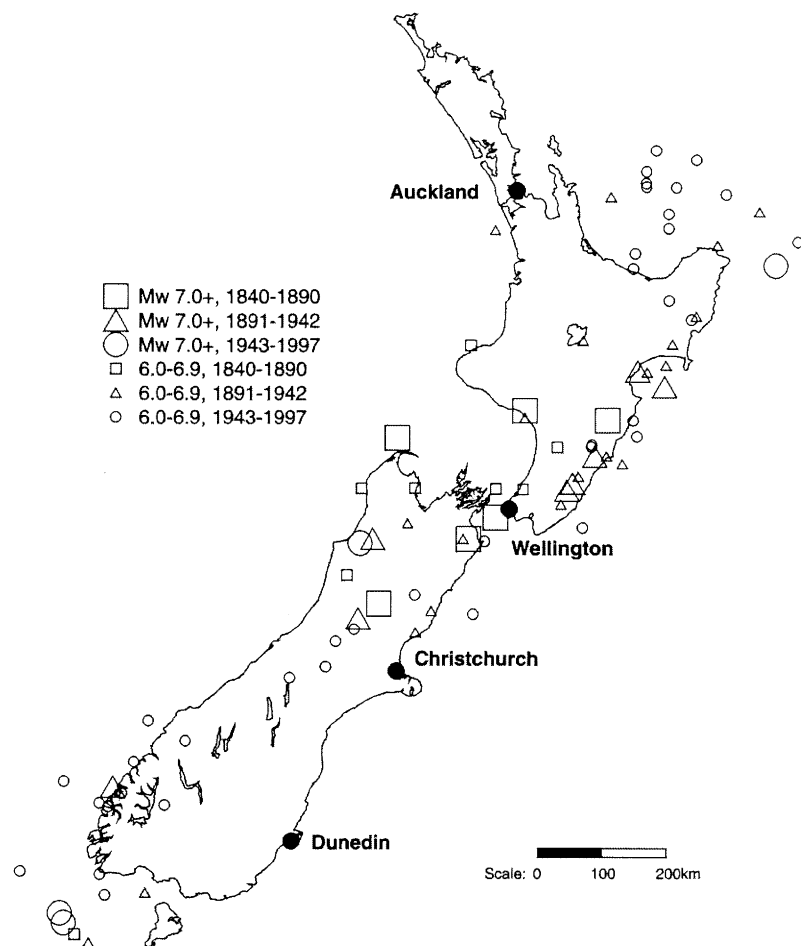 Auckland
Mw 7.0+, 1840-1890
Mw 7.0+, 1891-1942
Mw 7.0+, 1943-1997
6.0-6.9, 1840-1890
6.0-6.9, 1891-1942
6.0-6.9, 1943-1997
Wellington
Christchurch
Dunedin
Scale: 0 100 200km